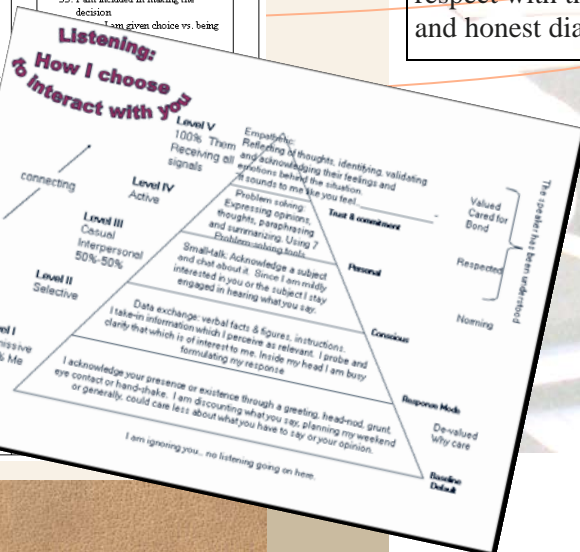 decision
I am given choice vs. being
respect with th
and honest dia
Listening:
How I choose
to interact with you
Level V
100% Them
Receiving all
signals
Empathetic:
Reflecting of thoughts, identifying, validating
and acknowledging their feelings and
emotions behind the situation.
It sounds to me like you feel
connecting
Level IV
Active
Problem solving:
Expressing opinions,
thoughts, paraphrasing
and summarizing. Using 7
Problem-solving tools
Trust & commitment
Valued
Cared for
Bond
The speaker has been understood
Level III
Casual
Interpersonal
50%-50%
Small-talk: Acknowledge a subject
and chat about it. Since I am mildly
interested in you or the subject I stay
engaged in hearing what you say.
Personal
Respected
Level II
Selective
Data exchange: verbal facts & figures, instructions.
I take-in information which I perceive as relevant. I probe and
clarify that which is of interest to me. Inside my head I am busy
formulating my response
Conscious
Norming
vel I
missive
% Me
I acknowledge your presence or existence through a greeting, head-nod, grunt,
eye contact or hand-shake. I am discounting what you say, planning my weekend
or generally, could care less about what you have to say or your opinion.
Response Mode
De-valued
Why care
I am ignoring you.. no listening going on here.
Baseline
Default